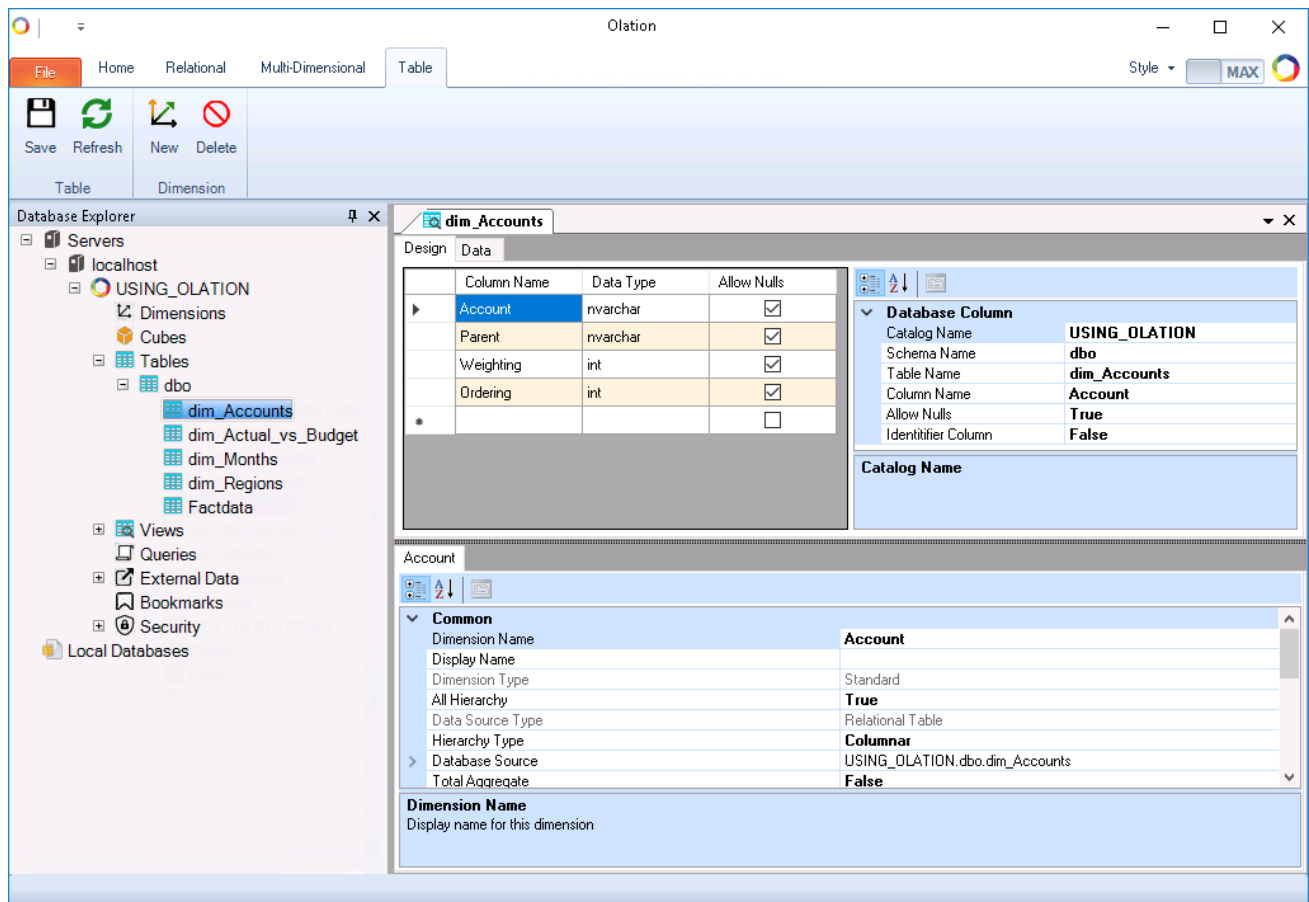 Olation
File Home Relational Multi-Dimensional Table Style MAX
Save Refresh New Delete
Table Dimension
Database Explorer
Servers
localhost
USING_OLATION
Dimensions
Cubes
Tables
dbo
dim_Accounts
dim_Actual_vs_Budget
dim_Months
dim_Regions
Factdata
Views
Queries
External Data
Bookmarks
Security
Local Databases
dim_Accounts
Design Data
Column Name Data Type Allow Nulls
Account nvarchar
Parent nvarchar
Weighting int
Ordering int
Database Column
Catalog Name USING_OLATION
Schema Name dbo
Table Name dim_Accounts
Column Name Account
Allow Nulls True
Identitifier Column False
Catalog Name
Account
Common
Dimension Name Account
Display Name
Dimension Type Standard
All Hierarchy True
Data Source Type Relational Table
Hierarchy Type Columnar
Database Source USING_OLATION.dbo.dim_Accounts
Total Aggregate False
Dimension Name
Display name for this dimension